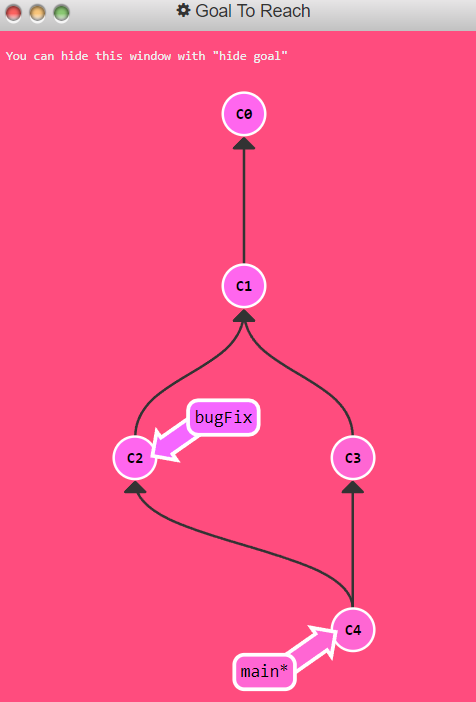 Goal To Reach
You can hide this window with "hide goal"
C0
C1
bugFix
C2
C3
C4
main*